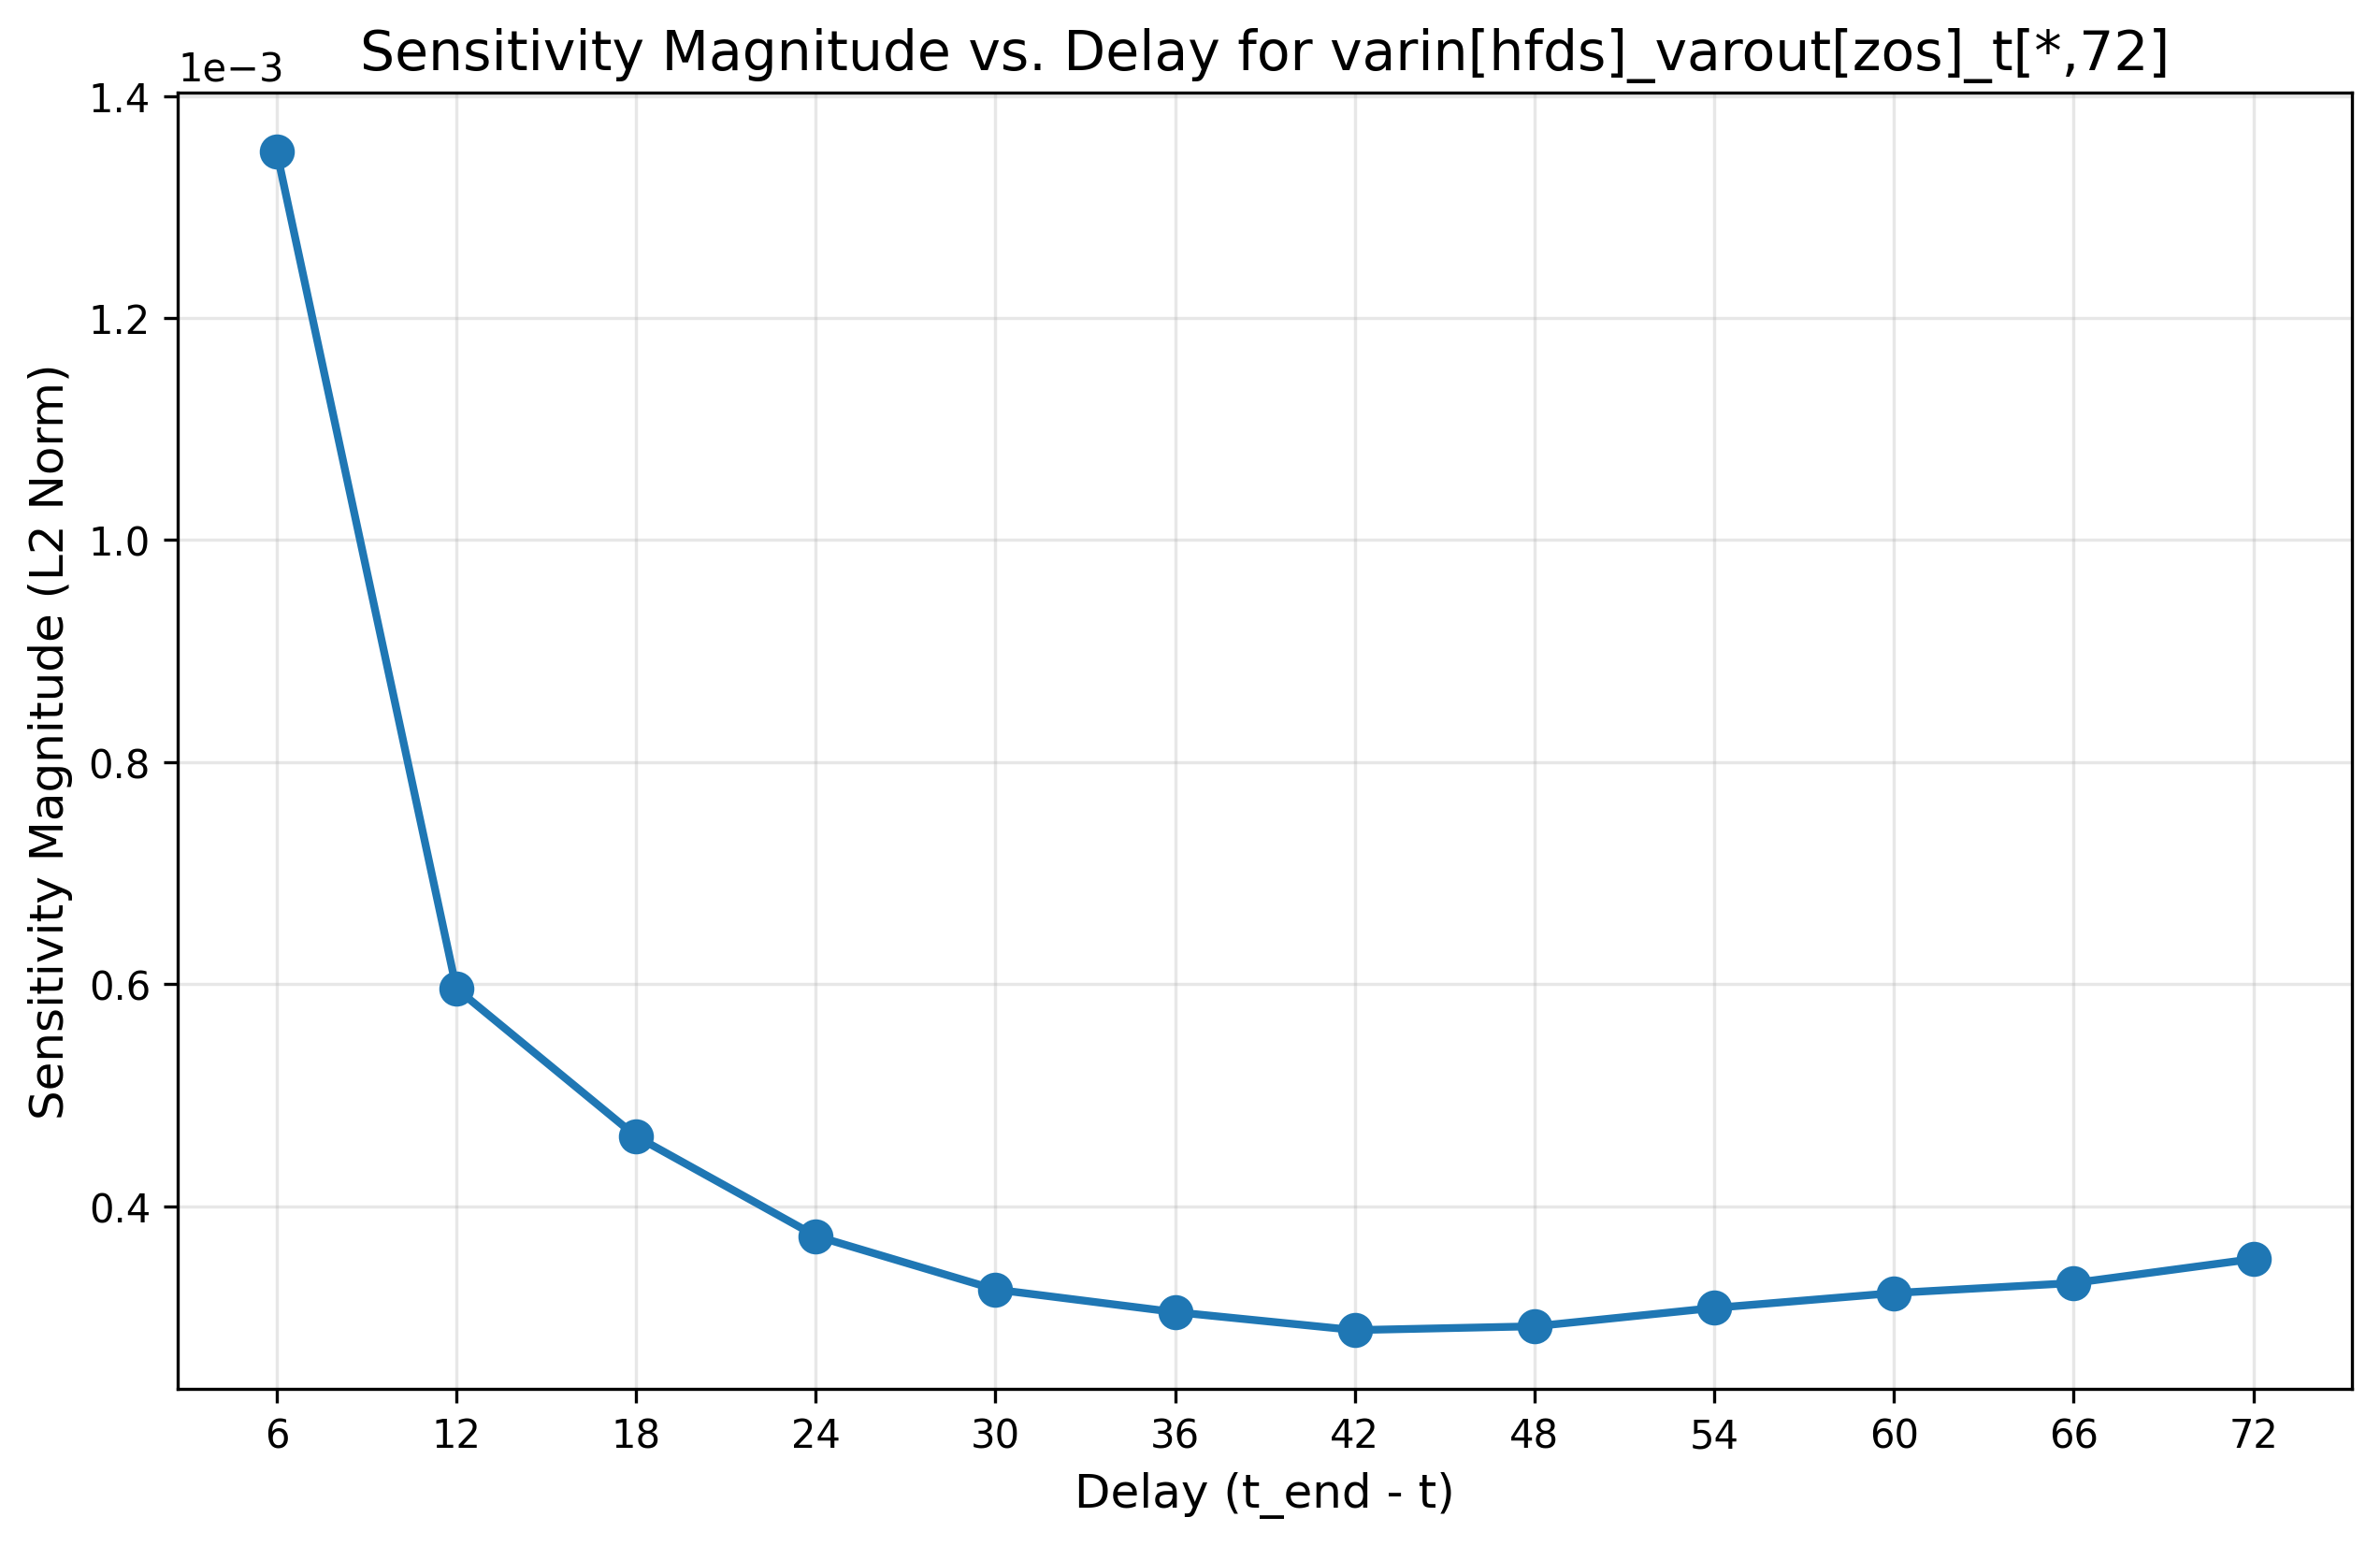 Sensitivity Magnitude vs. Delay for varin[hfds]_varout[zos]_t[*,72]
1e−3
1.4
1.2
1.0
0.8
0.6
0.4
Sensitivity Magnitude (L2 Norm)
6 12 18 24 30 36 42 48 54 60 66 72
Delay (t_end - t)